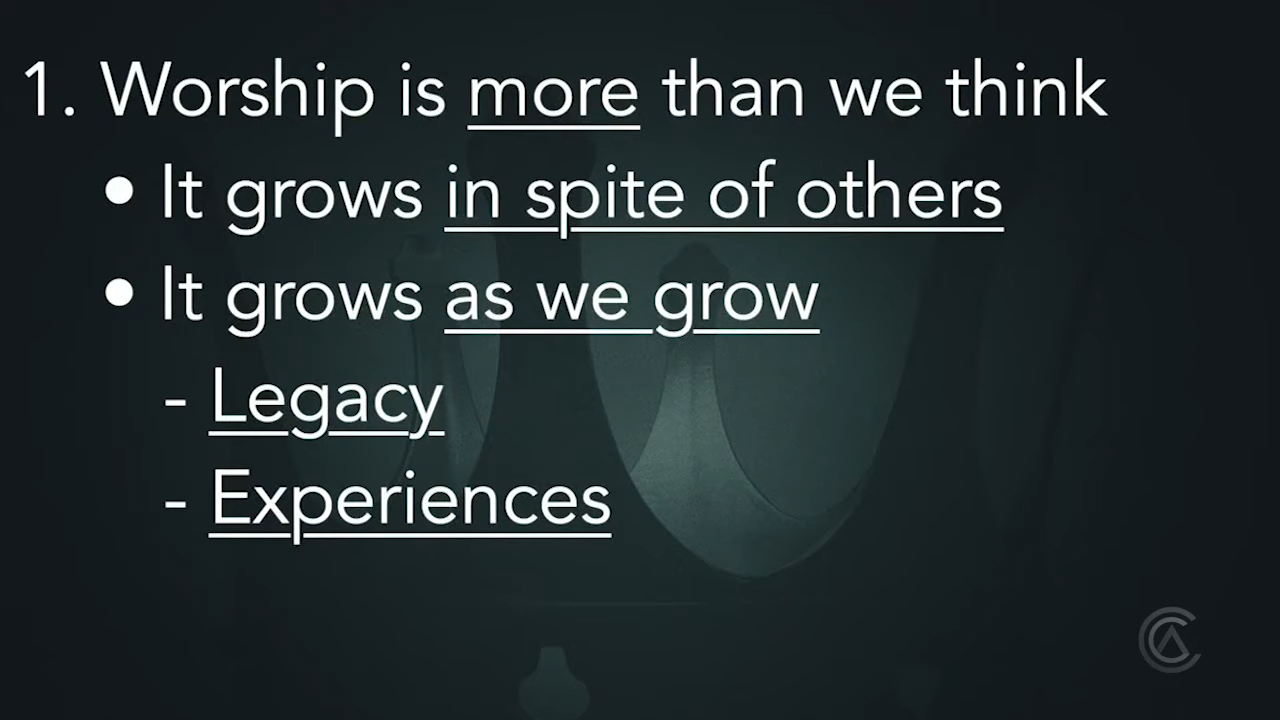 1. Worship is more than we think
• It grows in spite of others
• It grows as we grow
- Legacy
- Experiences